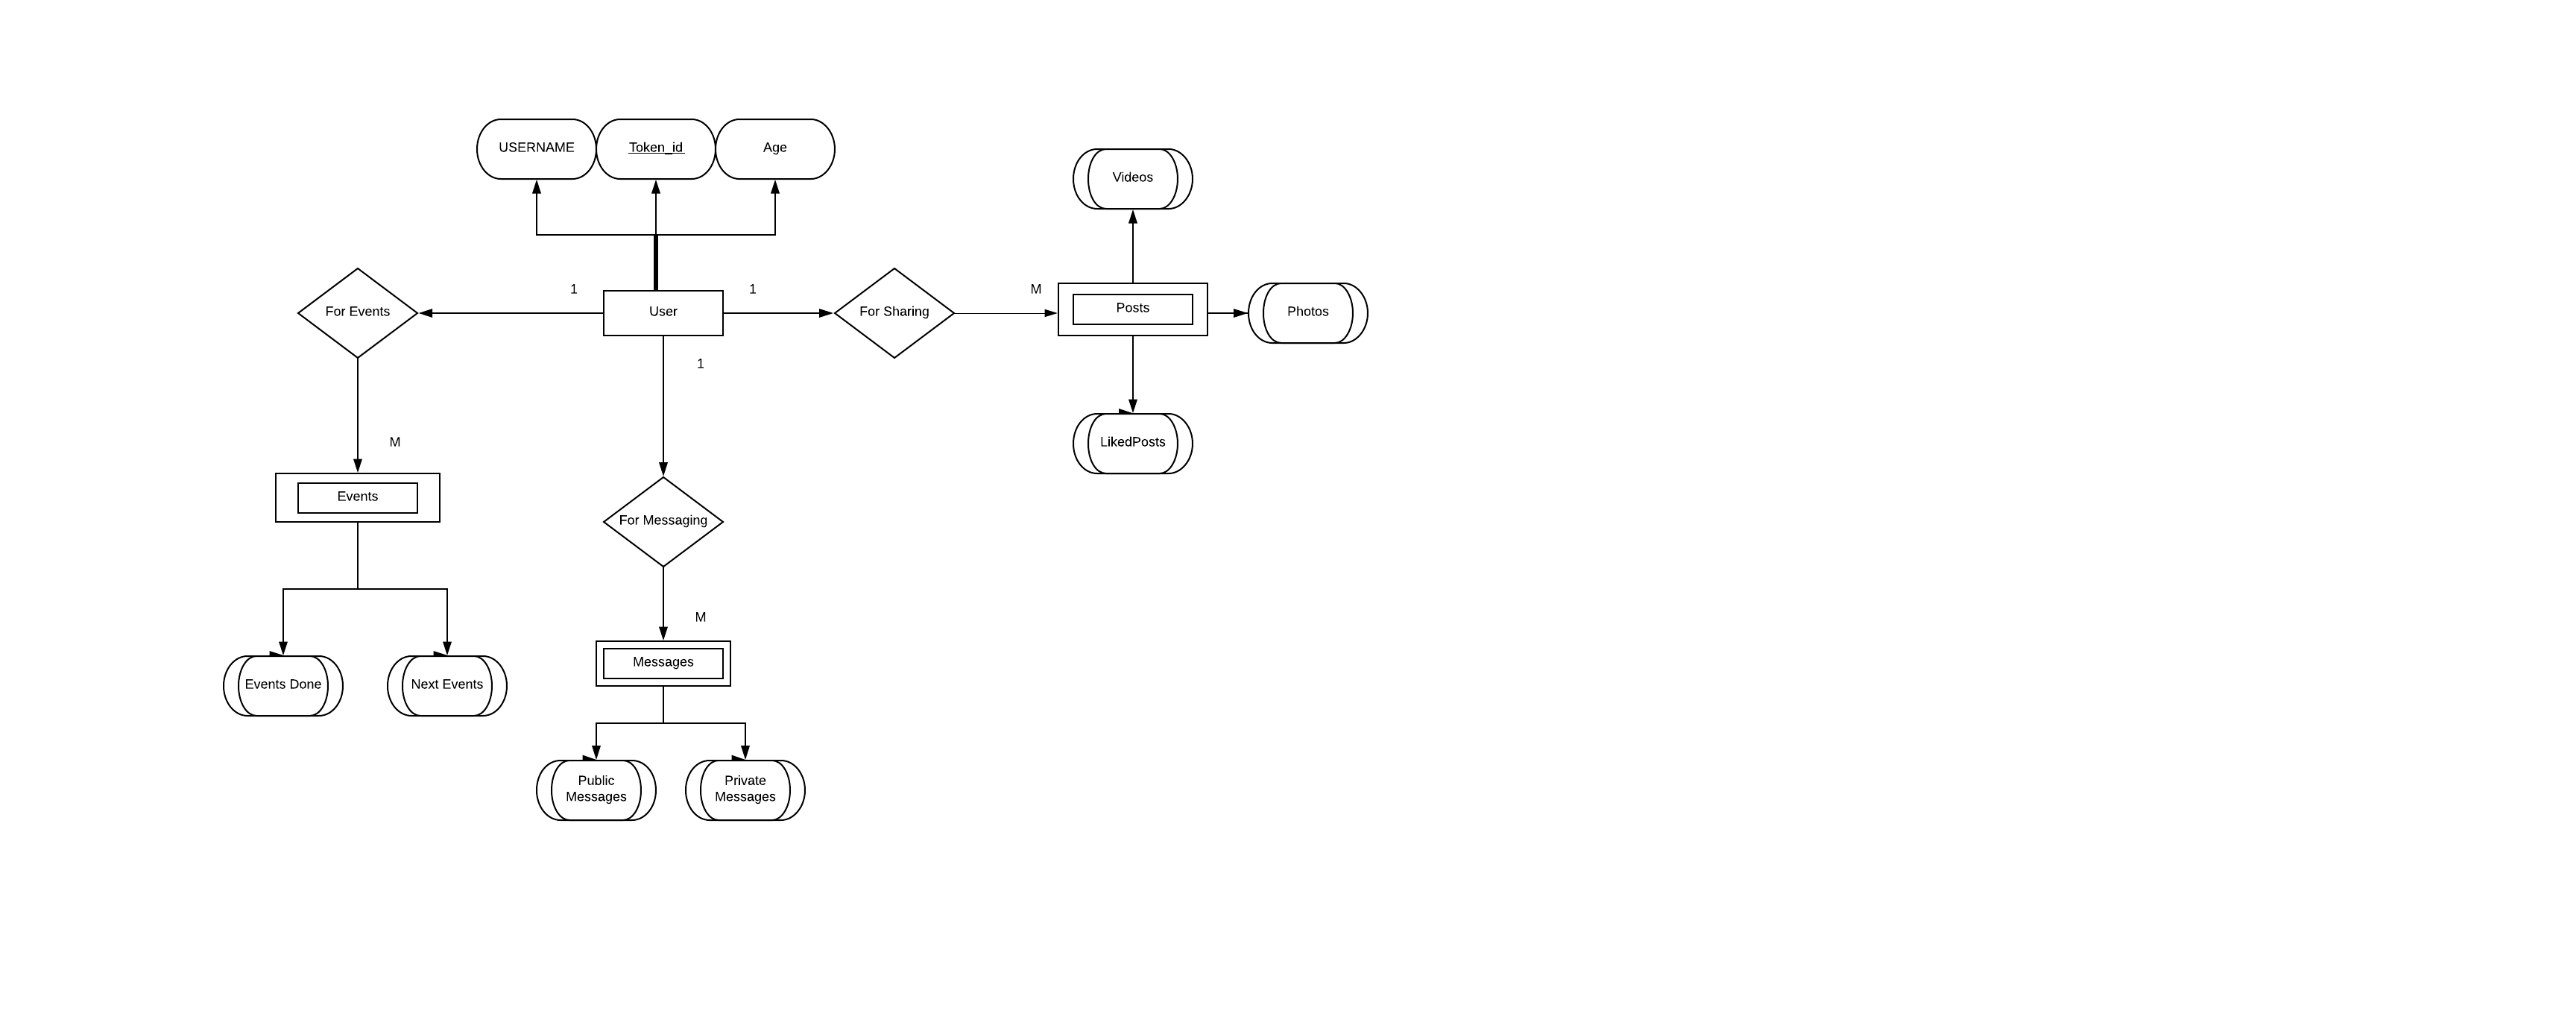 USERNAME
Token_id
Age
Videos
1
1
M
For Events
User
For Sharing
Posts
Photos
1
M
LikedPosts
Events
For Messaging
M
Messages
Events Done
Next Events
Public
Messages
Private
Messages